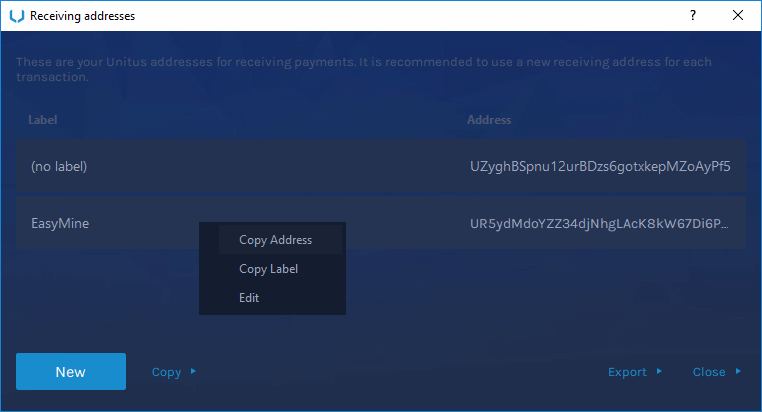 Receiving addresses
These are your Unitus addresses for receiving payments. It is recommended to use a new receiving address for each
transaction.
Label Address
(no label) UZyghBSpnu12urBDzs6gotxkepMZoAyPf5
EasyMine UR5ydMdoYZZ34djNhgLAcK8kW67Di6P...
Copy Address
Copy Label
Edit
New Copy Export Close